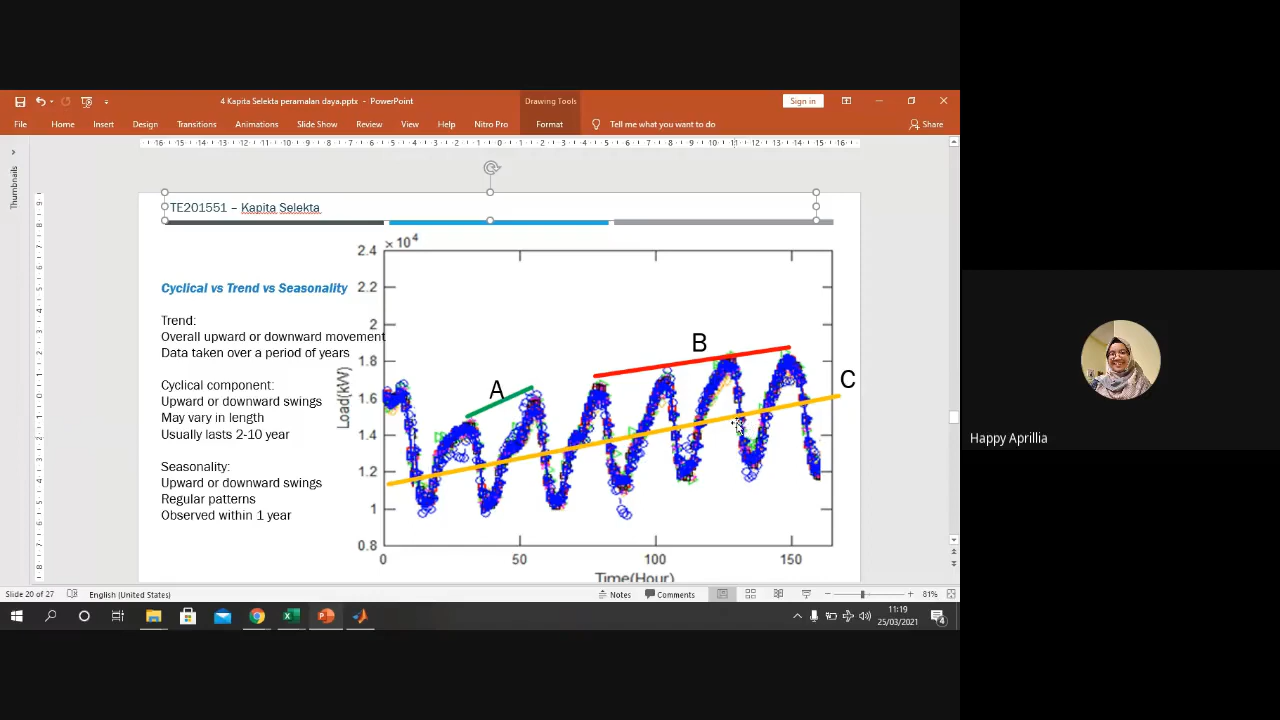 4 Kapita Selekta peramalan daya.pptx - PowerPoint
Drawing Tools
Sign in
File Home Insert Design Transitions Animations Slide Show Review View Help Nitro Pro Format Tell me what you want to do Share
Thumbnails
TE201551 – Kapita Selekta
Cyclical vs Trend vs Seasonality
Trend:
Overall upward or downward movement
Data taken over a period of years
Cyclical component:
Upward or downward swings
May vary in length
Usually lasts 2-10 year
Seasonality:
Upward or downward swings
Regular patterns
Observed within 1 year
× 10⁴
2.4
2.2
2
1.8
1.6
1.4
1.2
1
0.8
Load(kW)
A
B
C
0 50 100 150
Time(Hour)
Happy Aprillia
Slide 20 of 27
English (United States)
Notes
Comments
81%
11:19
25/03/2021
4